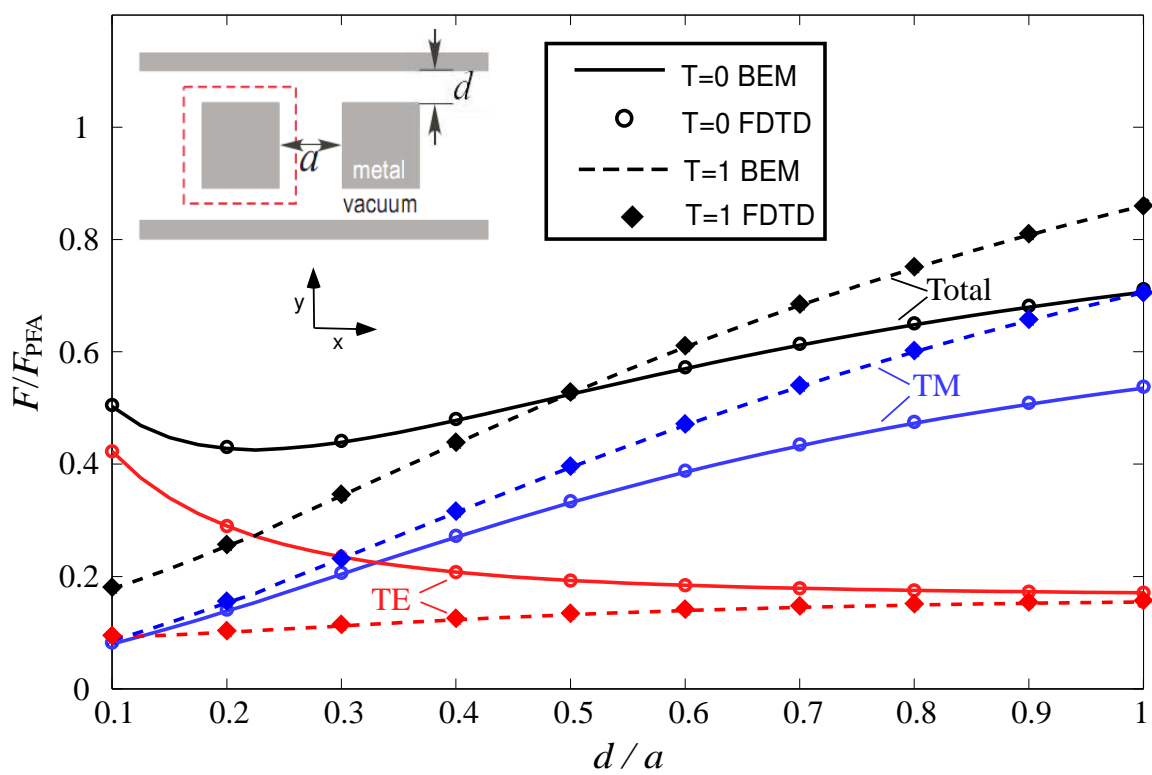 d
a
metal
vacuum
y
x
T=0 BEM
T=0 FDTD
T=1 BEM
T=1 FDTD
Total
TM
TE
F/F_PFA
1
0.8
0.6
0.4
0.2
0
0.1 0.2 0.3 0.4 0.5 0.6 0.7 0.8 0.9 1
d / a